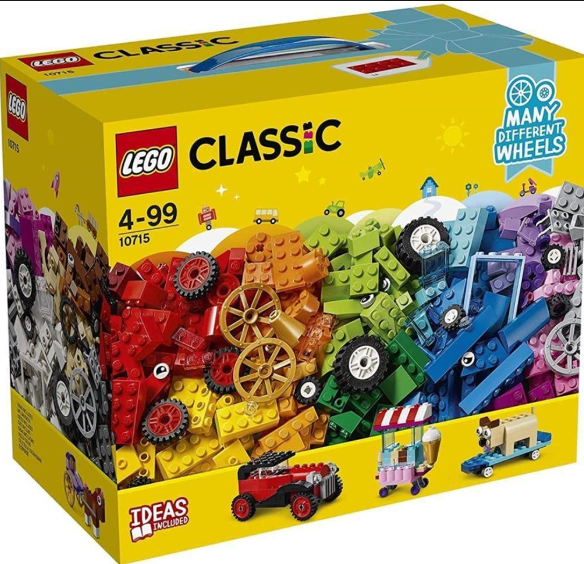 LEGO CLASSIC
10715
LEGO
10715
LEGO CLASSIC
4-99
10715
MANY
DIFFERENT
WHEELS
IDEAS
INCLUDED